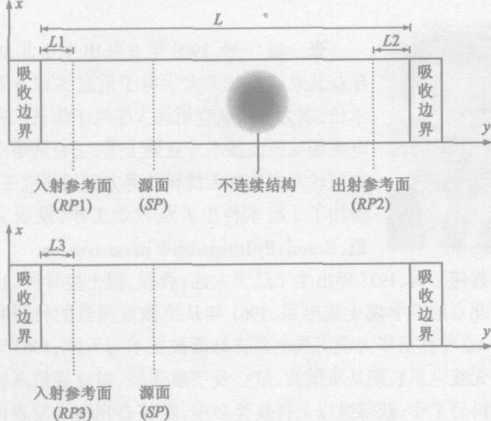 x
L
L1
L2
吸收边界
吸收边界
y
入射参考面
(RP1)
源面
(SP)
不连续结构
出射参考面
(RP2)
x
L3
吸收边界
吸收边界
y
入射参考面
(RP3)
源面
(SP)